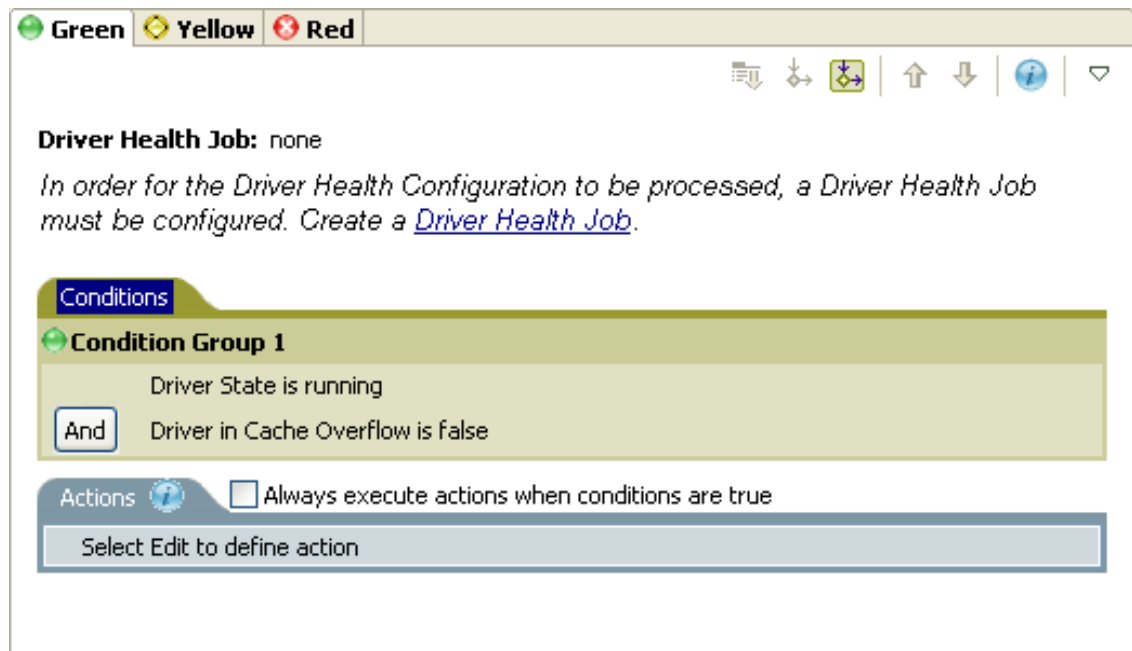 Green Yellow Red
Driver Health Job: none
In order for the Driver Health Configuration to be processed, a Driver Health Job
must be configured. Create a Driver Health Job.
Conditions
Condition Group 1
Driver State is running
And Driver in Cache Overflow is false
Actions Always execute actions when conditions are true
Select Edit to define action